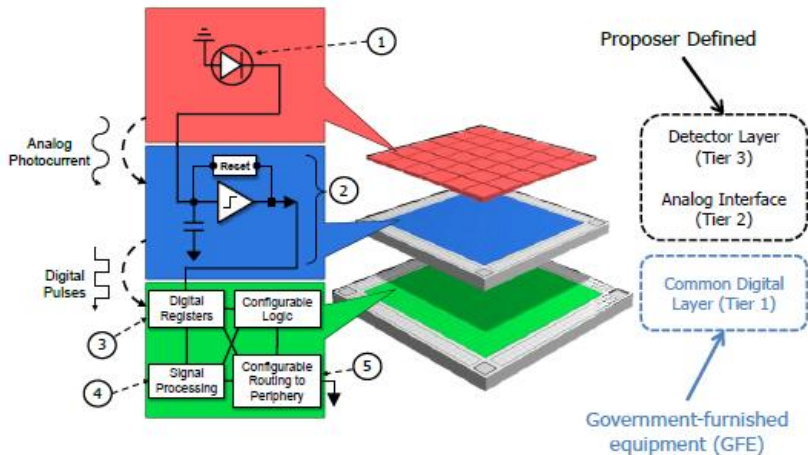 1
Analog
Photocurrent
Reset
2
Digital
Pulses
Digital
Registers
Configurable
Logic
3
Signal
Processing
Configurable
Routing to
Periphery
4
5
Proposer Defined
Detector Layer
(Tier 3)
Analog Interface
(Tier 2)
Common Digital
Layer (Tier 1)
Government-furnished
equipment (GFE)